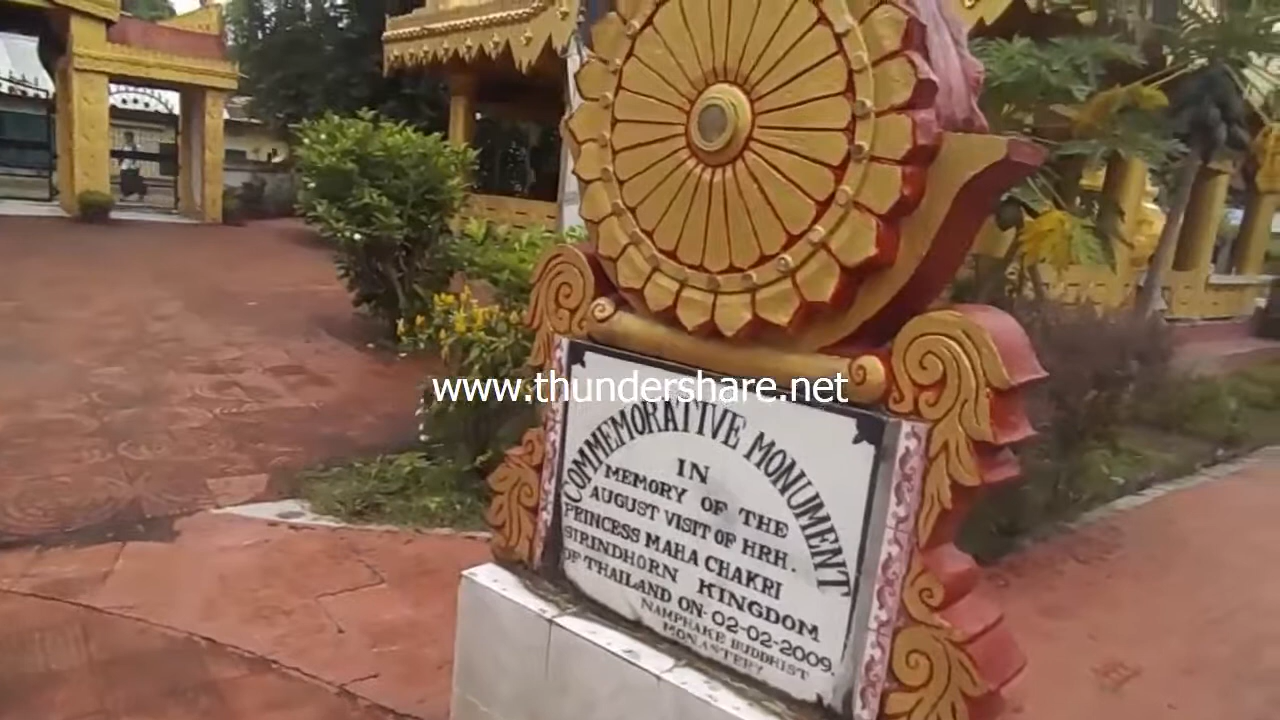 www.thundershare.net
COMMEMORATIVE MONUMENT
IN
MEMORY OF THE
AUGUST VISIT OF HRH.
PRINCESS MAHA CHAKRI
SIRINDHORN KINGDOM
OF THAILAND ON- 02-02-2009.
NAMPHAKE BUDDHIST
MONASTERY